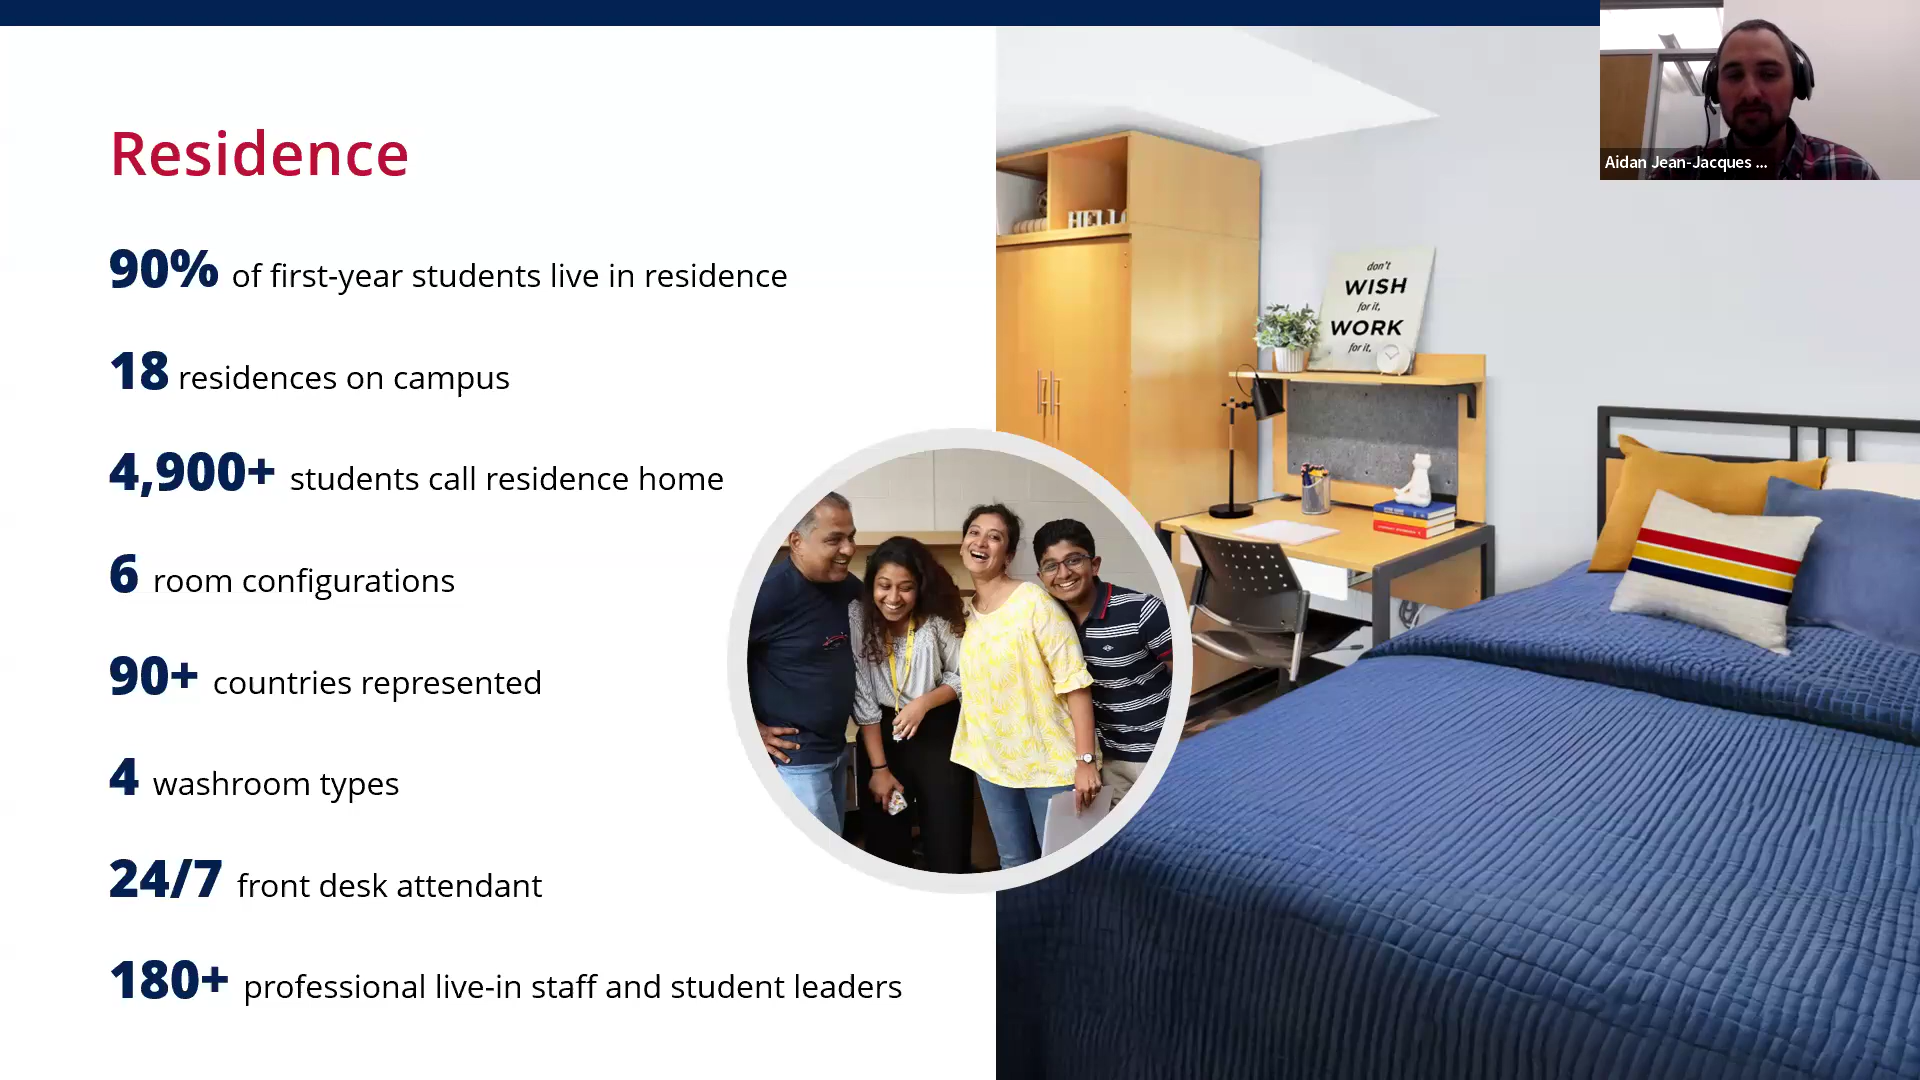 Residence
90% of first-year students live in residence
18 residences on campus
4,900+ students call residence home
6 room configurations
90+ countries represented
4 washroom types
24/7 front desk attendant
180+ professional live-in staff and student leaders
HELLO
don't
WISH
for it,
WORK
for it,
Aidan Jean-Jacques ...